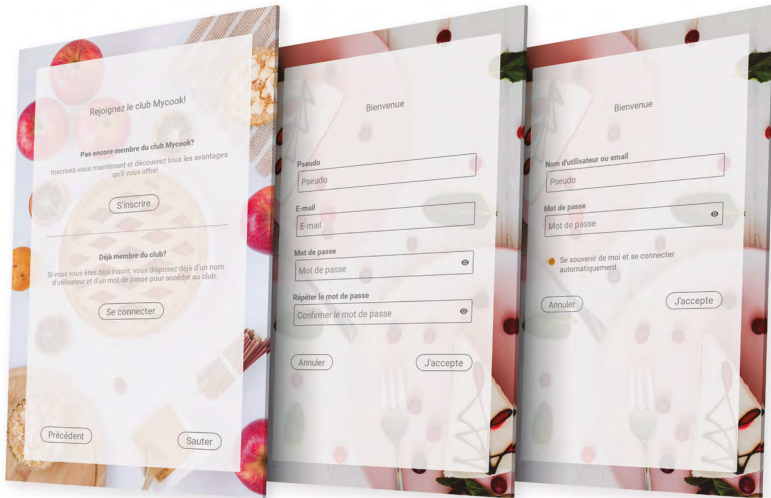 Rejoignez le club Mycook!
Pas encore membre du club Mycook?
Inscrivez-vous maintenant et découvrez tous les avantages
qu'il vous offre!
S'inscrire
Déjà membre du club?
Si vous vous êtes déjà inscrit, vous disposez déjà d'un nom
d'utilisateur et d'un mot de passe pour accéder au club.
Se connecter
Précédent
Sauter
Bienvenue
Pseudo
Pseudo
E-mail
E-mail
Mot de passe
Mot de passe
Répéter le mot de passe
Confirmer le mot de passe
Annuler
J'accepte
Bienvenue
Nom d'utilisateur ou email
Pseudo
Mot de passe
Mot de passe
Se souvenir de moi et se connecter
automatiquement
Annuler
J'accepte